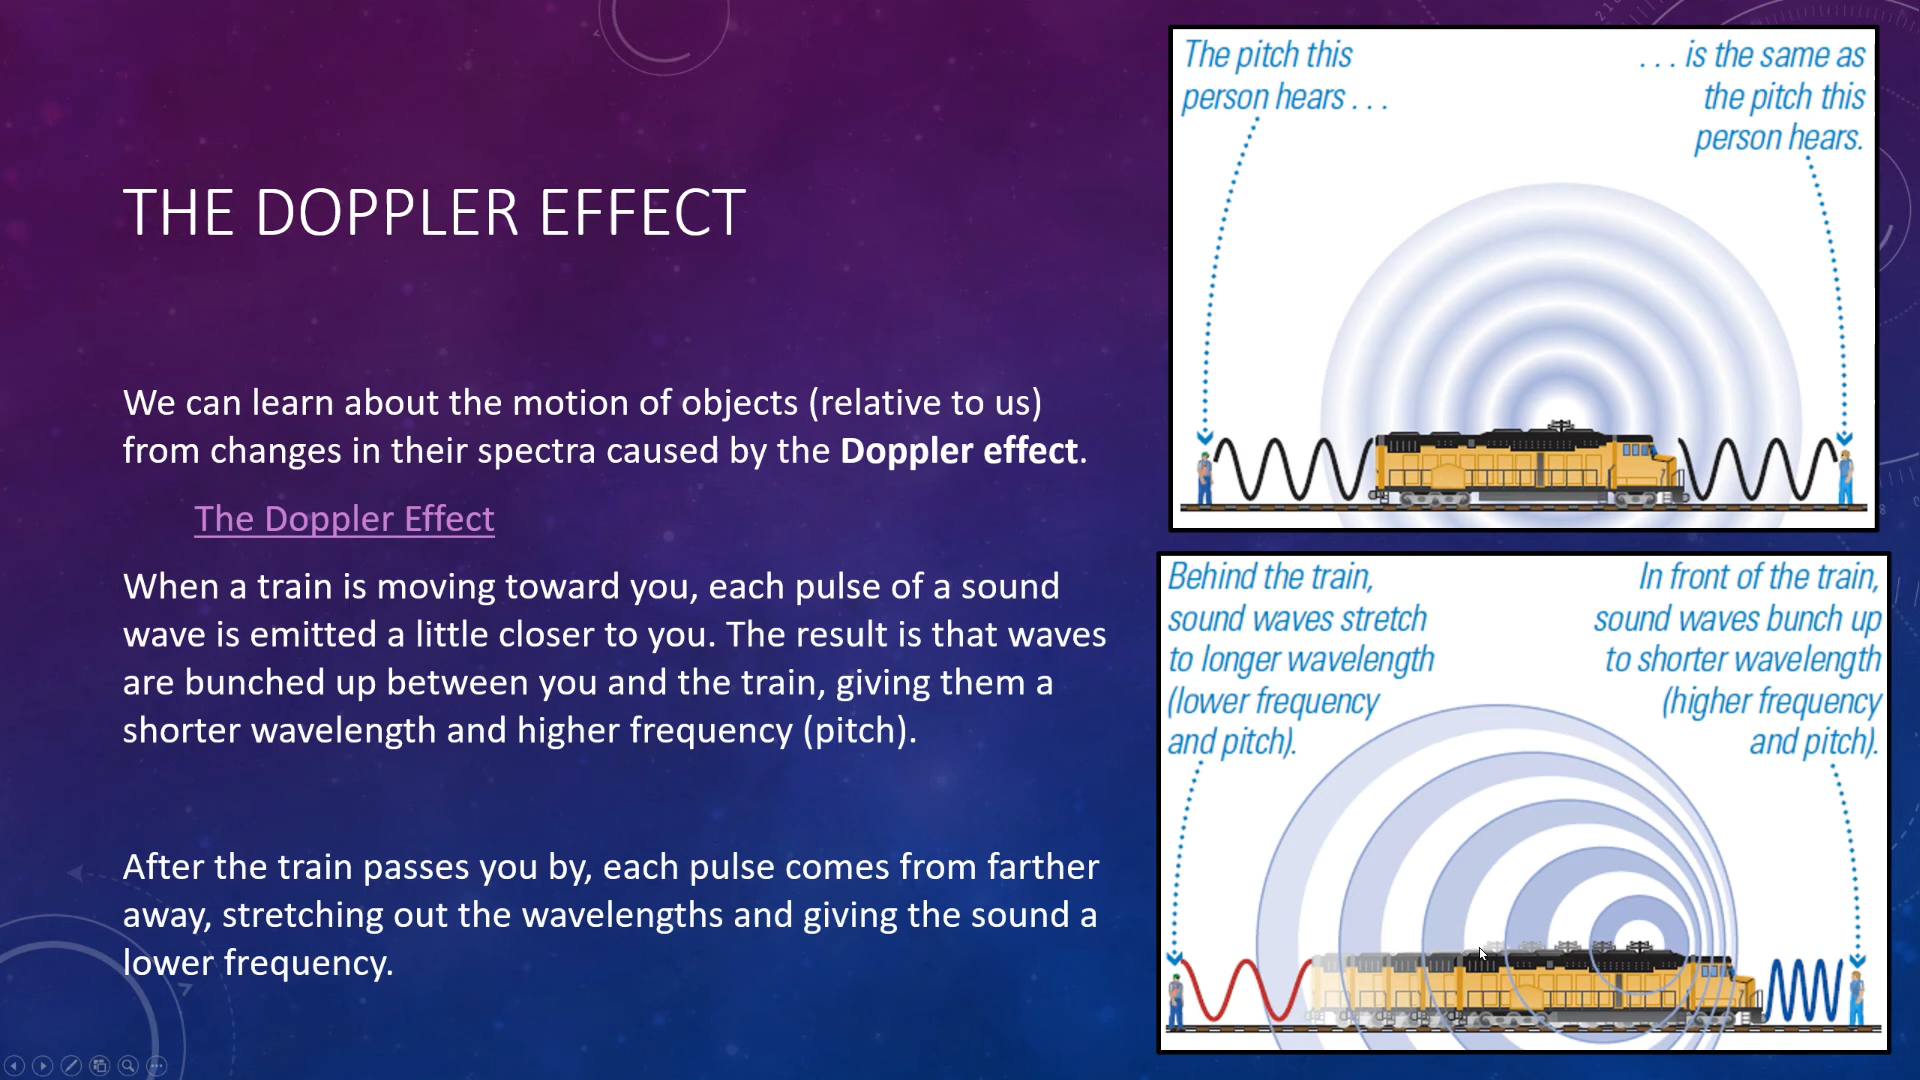 THE DOPPLER EFFECT
We can learn about the motion of objects (relative to us)
from changes in their spectra caused by the Doppler effect.
The Doppler Effect
When a train is moving toward you, each pulse of a sound
wave is emitted a little closer to you. The result is that waves
are bunched up between you and the train, giving them a
shorter wavelength and higher frequency (pitch).
After the train passes you by, each pulse comes from farther
away, stretching out the wavelengths and giving the sound a
lower frequency.
The pitch this
person hears . . .
. . . is the same as
the pitch this
person hears.
Behind the train,
sound waves stretch
to longer wavelength
(lower frequency
and pitch).
In front of the train,
sound waves bunch up
to shorter wavelength
(higher frequency
and pitch).